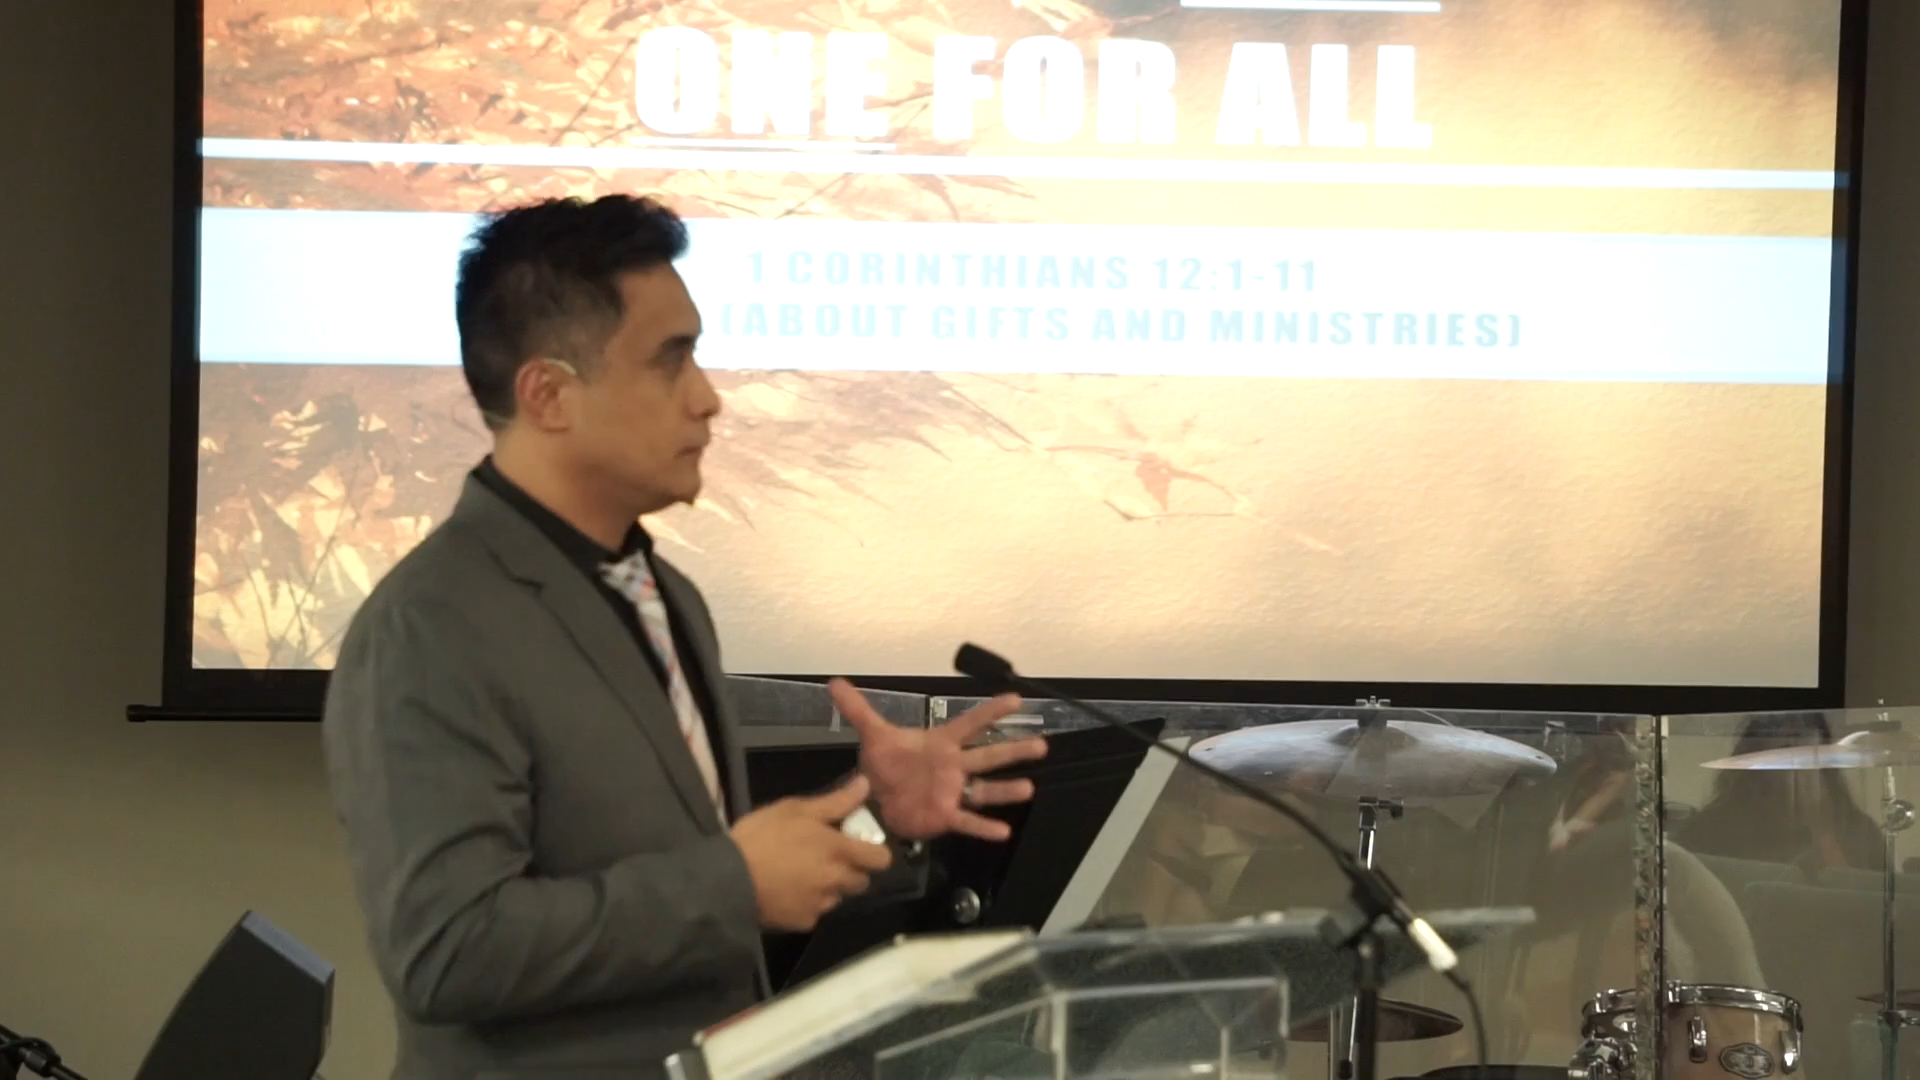 ONE FOR ALL
1 CORINTHIANS 12:1-11
(ABOUT GIFTS AND MINISTRIES)